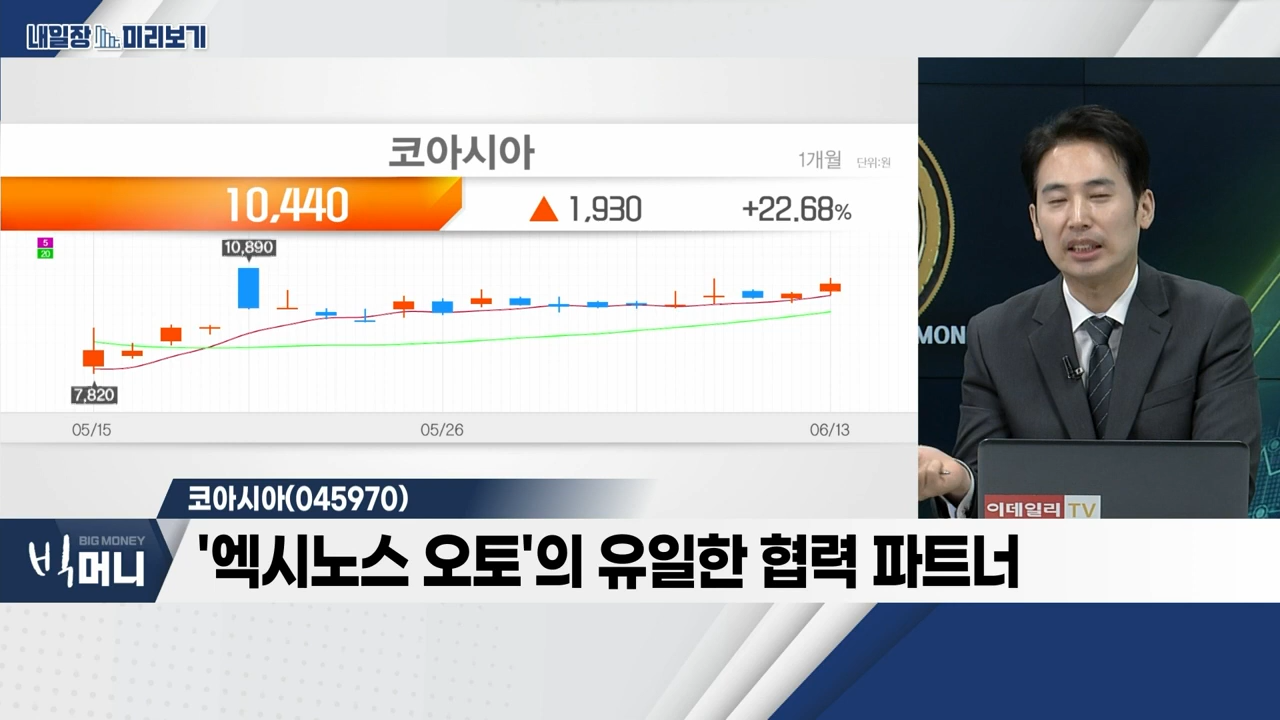 내일장 미리보기
코아시아
1개월 단위:원
10,440 ▲ 1,930 +22.68%
5
20
10,890
7,820
05/15 05/26 06/13
MON
이데일리 TV
코아시아(045970)
BIG MONEY
빅머니
'엑시노스 오토'의 유일한 협력 파트너